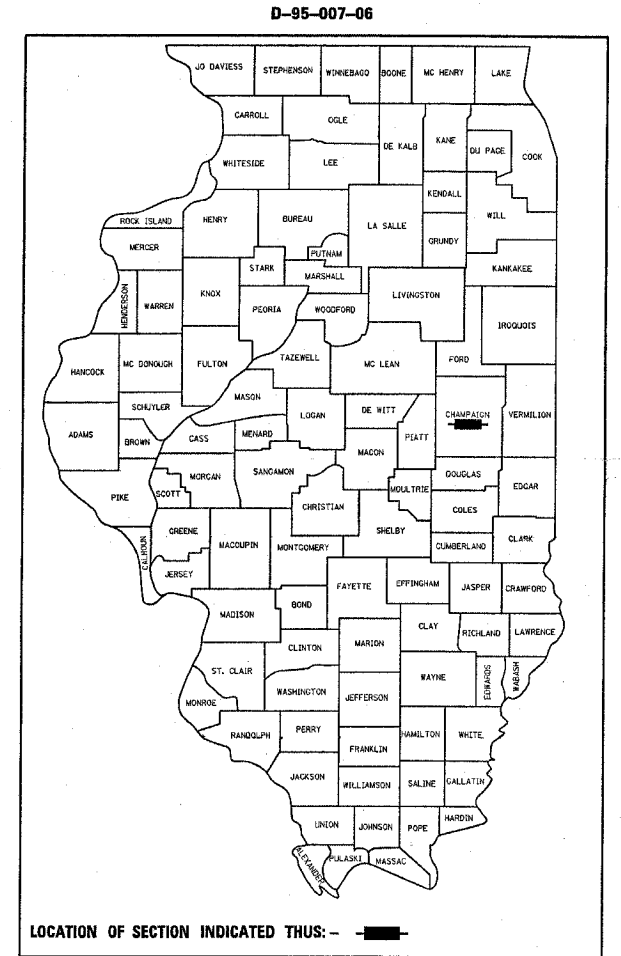 D-95-007-06
JO DAVIESS STEPHENSON WINNEBAGO BOONE MC HENRY LAKE
CARROLL OGLE DE KALB KANE DU PAGE COOK
WHITESIDE LEE
KENDALL WILL
ROCK ISLAND HENRY BUREAU LA SALLE GRUNDY
MERCER PUTNAM
STARK MARSHALL KANKAKEE
HENDERSON WARREN KNOX PEORIA WOODFORD LIVINGSTON IROQUOIS
HANCOCK MC DONOUGH FULTON TAZEWELL MC LEAN FORD
SCHUYLER MASON LOGAN DE WITT CHAMPAIGN VERMILION
ADAMS BROWN CASS MENARD MACON PIATT
PIKE SCOTT MORGAN SANGAMON MOULTRIE DOUGLAS EDGAR
CHRISTIAN COLES
CALHOUN GREENE MACOUPIN MONTGOMERY SHELBY CUMBERLAND CLARK
JERSEY FAYETTE EFFINGHAM JASPER CRAWFORD
MADISON BOND
CLAY RICHLAND LAWRENCE
CLINTON MARION
ST. CLAIR WAYNE EDWARDS WABASH
MONROE WASHINGTON JEFFERSON
RANDOLPH PERRY HAMILTON WHITE
FRANKLIN
JACKSON WILLIAMSON SALINE GALLATIN
UNION JOHNSON POPE HARDIN
ALEXANDER PULASKI MASSAC
LOCATION OF SECTION INDICATED THUS: -